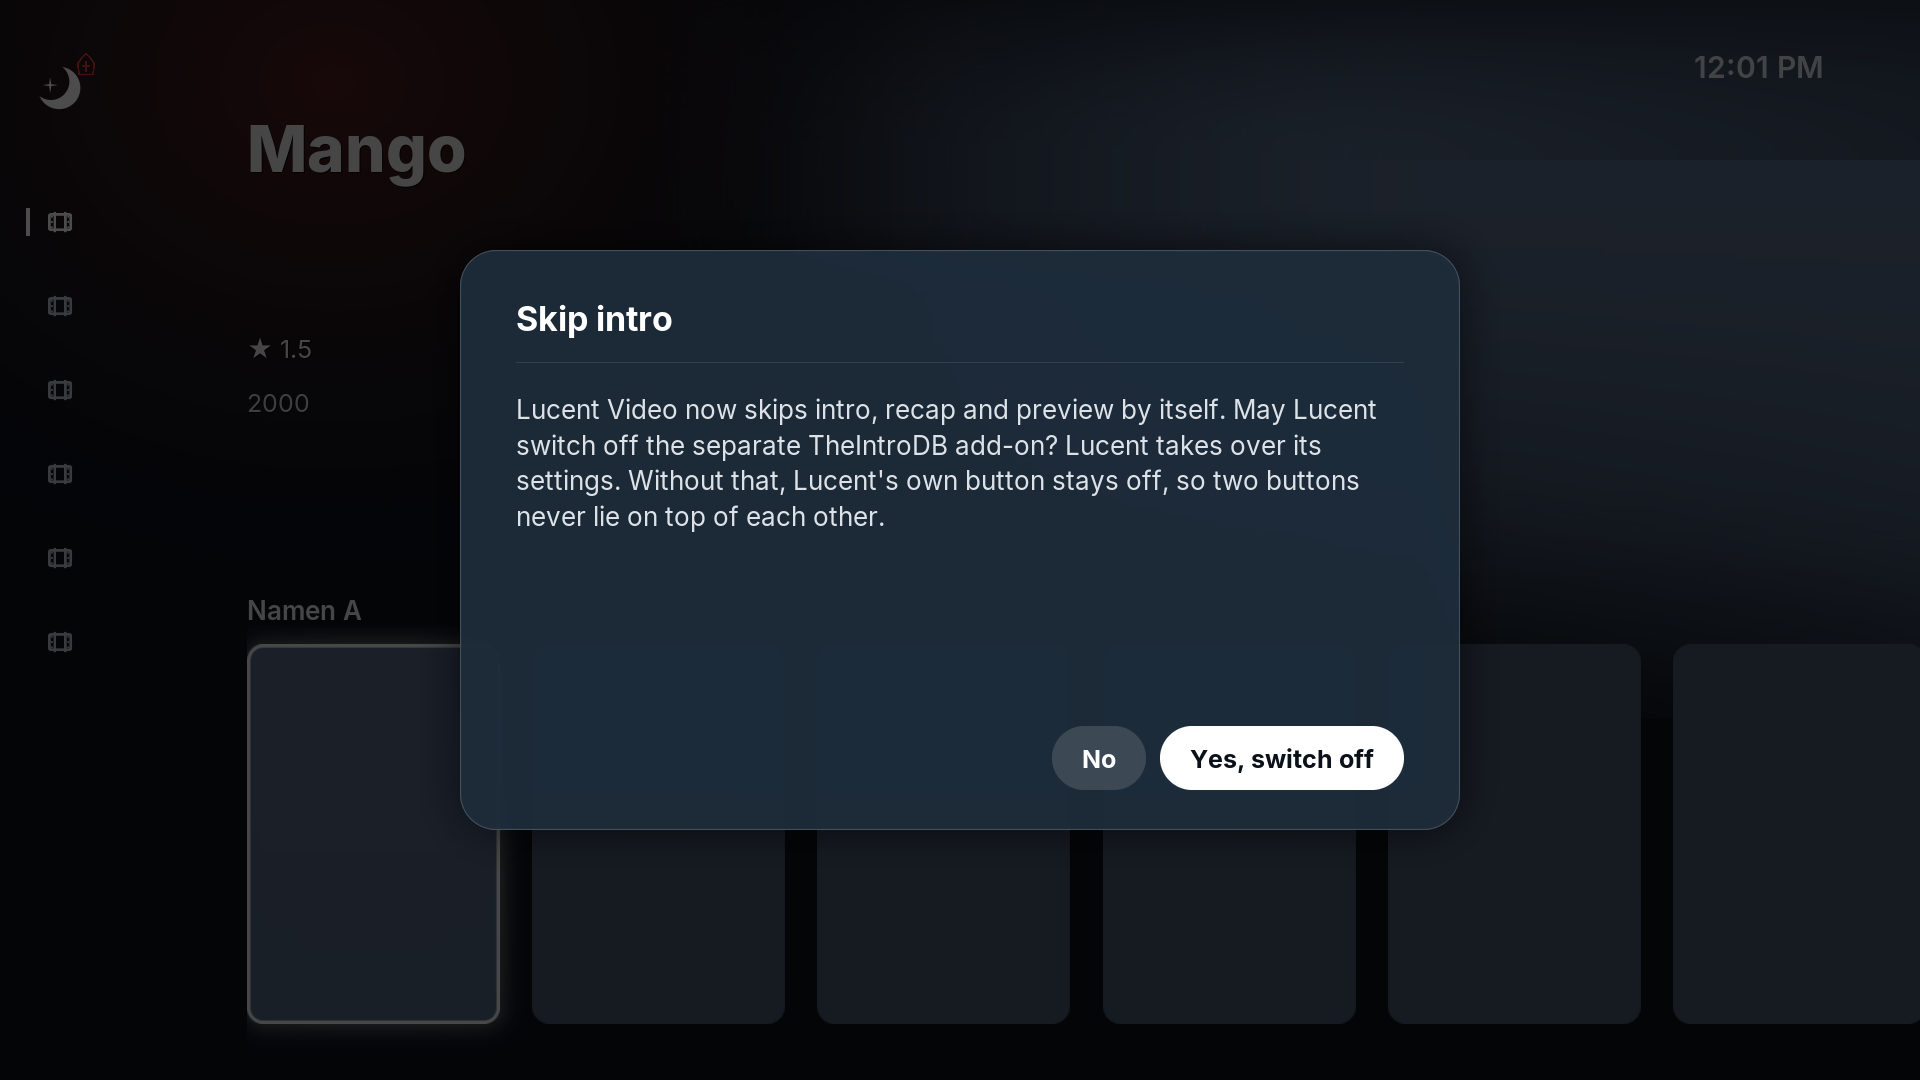 12:01 PM
Mango
★ 1.5
2000
Namen A
Skip intro
Lucent Video now skips intro, recap and preview by itself. May Lucent
switch off the separate TheIntroDB add-on? Lucent takes over its
settings. Without that, Lucent's own button stays off, so two buttons
never lie on top of each other.
No
Yes, switch off